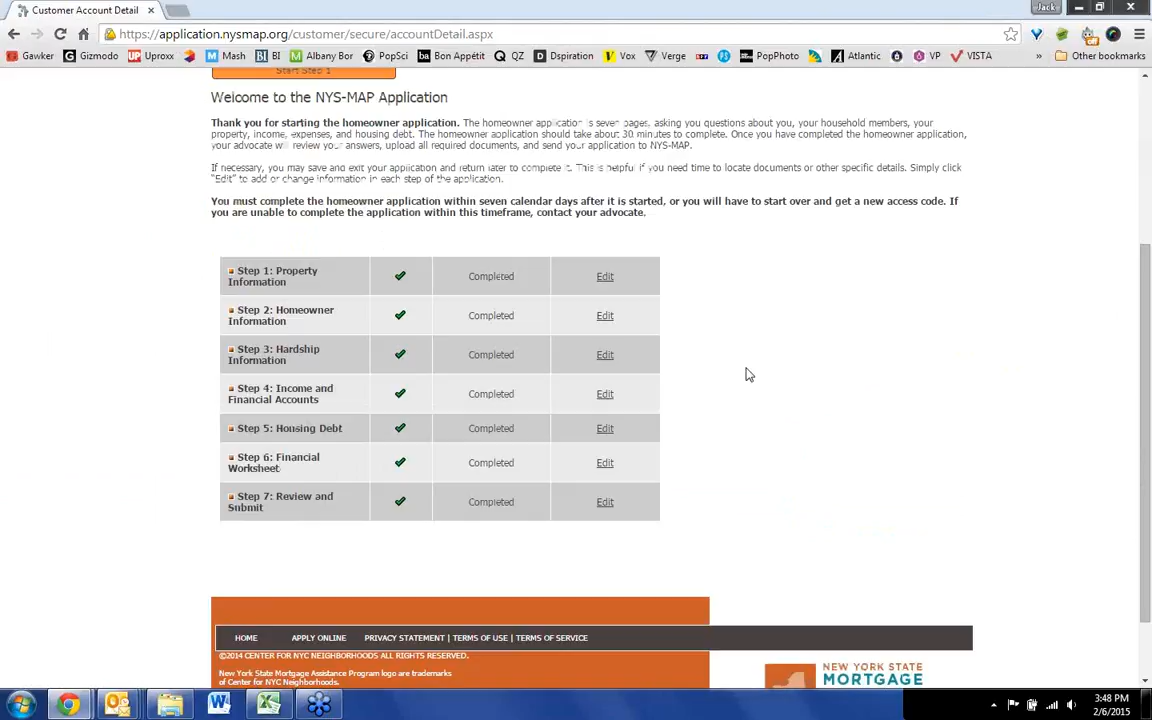 Customer Account Detail
Jack
https://application.nysmap.org/customer/secure/accountDetail.aspx
Gawker Gizmodo Uproxx Mash BI Albany Bor PopSci Bon Appétit QZ Dspiration Vox Verge PopPhoto Atlantic VP VISTA » Other bookmarks
Start Step 1
Welcome to the NYS-MAP Application
Thank you for starting the homeowner application. The homeowner application is seven pages, asking you questions about you, your household members, your
property, income, expenses, and housing debt. The homeowner application should take about 30 minutes to complete. Once you have completed the homeowner application,
your advocate will review your answers, upload all required documents, and send your application to NYS-MAP.
If necessary, you may save and exit your application and return later to complete it. This is helpful if you need time to locate documents or other specific details. Simply click
"Edit" to add or change information in each step of the application.
You must complete the homeowner application within seven calendar days after it is started, or you will have to start over and get a new access code. If
you are unable to complete the application within this timeframe, contact your advocate.
Step 1: Property
Information
Completed
Edit
Step 2: Homeowner
Information
Completed
Edit
Step 3: Hardship
Information
Completed
Edit
Step 4: Income and
Financial Accounts
Completed
Edit
Step 5: Housing Debt
Completed
Edit
Step 6: Financial
Worksheet
Completed
Edit
Step 7: Review and
Submit
Completed
Edit
HOME APPLY ONLINE PRIVACY STATEMENT | TERMS OF USE | TERMS OF SERVICE
©2014 CENTER FOR NYC NEIGHBORHOODS ALL RIGHTS RESERVED.
New York State Mortgage Assistance Program logo are trademarks
of Center for NYC Neighborhoods.
NEW YORK STATE
MORTGAGE
3:48 PM
2/6/2015